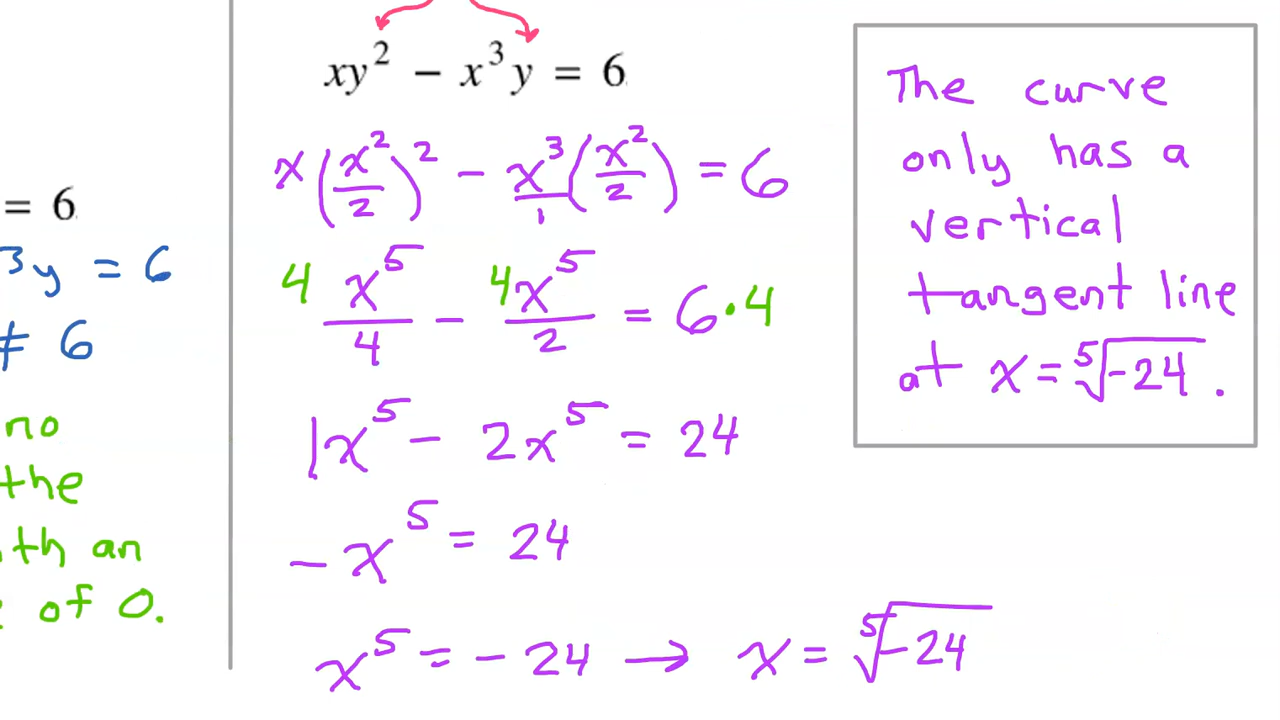 = 6
³y = 6
≠ 6
no
the
th an
of 0.
xy² − x³y = 6
x(x²/2)² − x³/1(x²/2) = 6
4 x⁵/4 − 4x⁵/2 = 6·4
1x⁵ − 2x⁵ = 24
−x⁵ = 24
x⁵ = −24 → x = ⁵√−24
The curve
only has a
vertical
tangent line
at x = ⁵√−24.